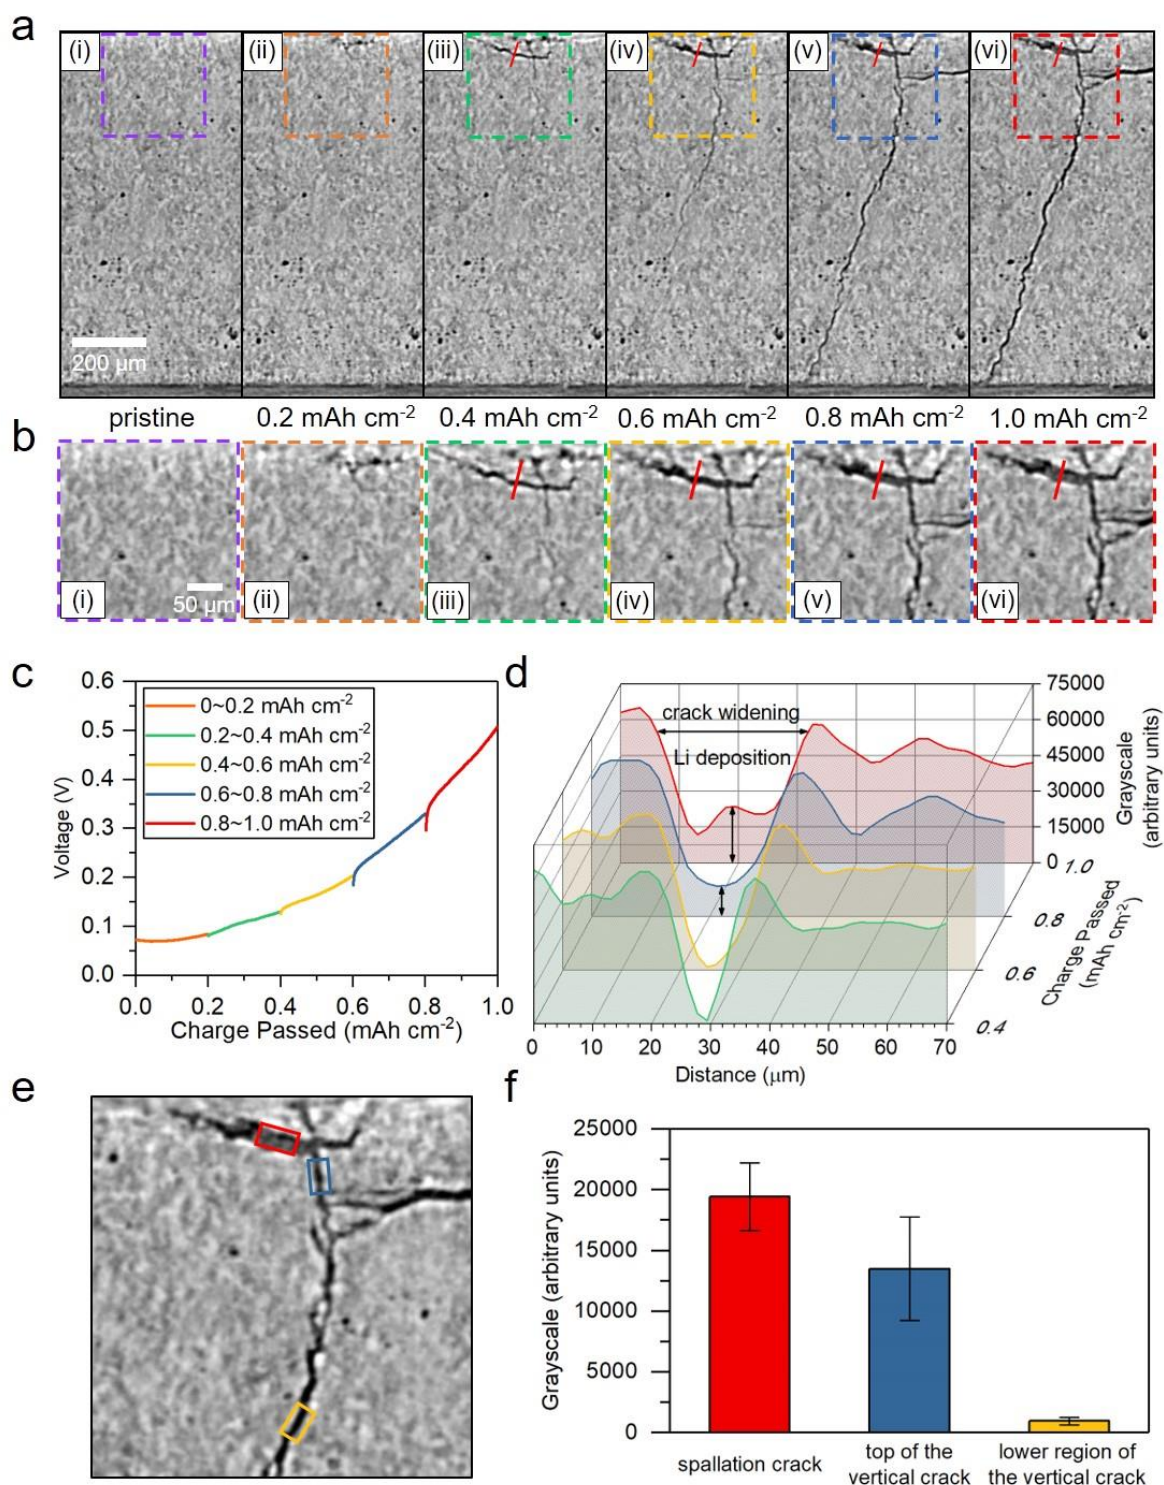 a
(i) (ii) (iii) (iv) (v) (vi)
200 μm
pristine 0.2 mAh cm-2 0.4 mAh cm-2 0.6 mAh cm-2 0.8 mAh cm-2 1.0 mAh cm-2
b
(i) 50 μm (ii) (iii) (iv) (v) (vi)
c
0.6
0.5
0.4
0.3
0.2
0.1
0.0
Voltage (V)
0~0.2 mAh cm-2
0.2~0.4 mAh cm-2
0.4~0.6 mAh cm-2
0.6~0.8 mAh cm-2
0.8~1.0 mAh cm-2
0.0 0.2 0.4 0.6 0.8 1.0
Charge Passed (mAh cm-2)
d
crack widening
Li deposition
75000
60000
45000
30000
15000
0
Grayscale
(arbitrary units)
1.0
0.8
0.6
0.4
Charge Passed
(mAh cm-2)
0 10 20 30 40 50 60 70
Distance (μm)
e
f
25000
20000
15000
10000
5000
0
Grayscale (arbitrary units)
spallation crack
top of the
vertical crack
lower region of
the vertical crack